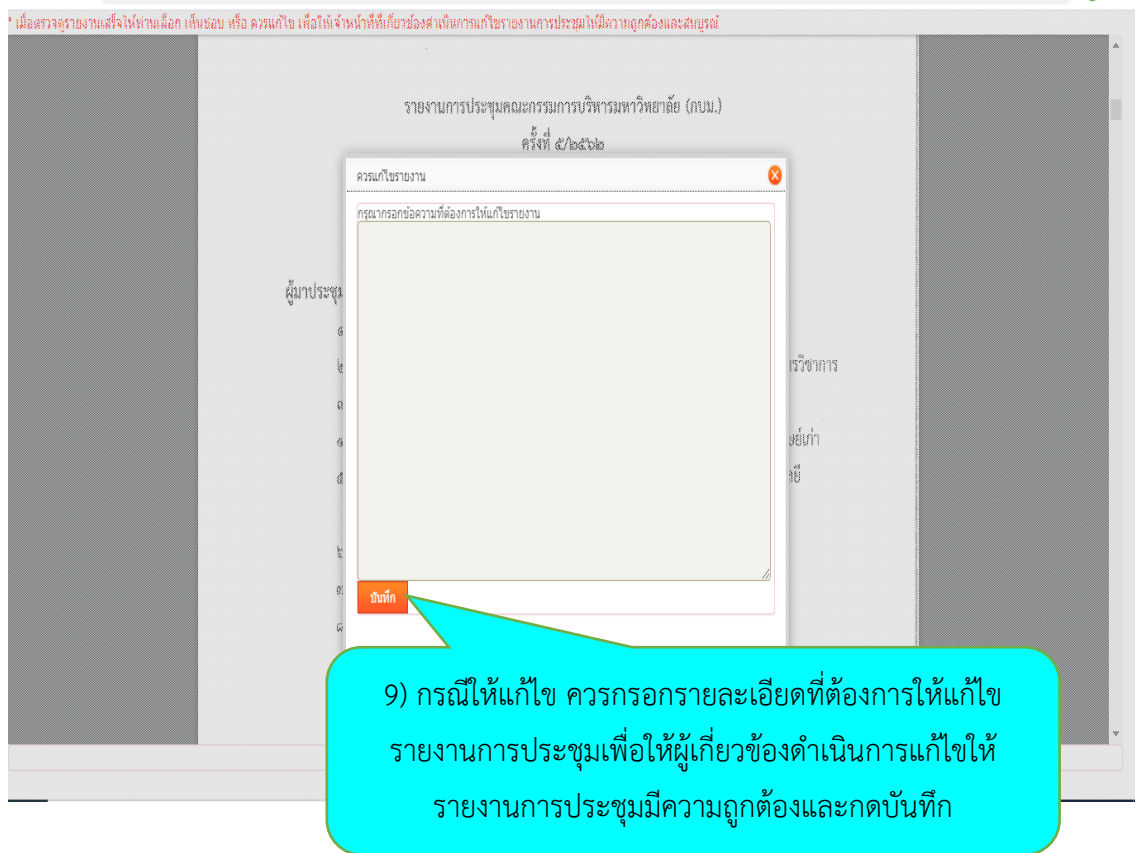 * เมื่อตรวจดูรายงานเสร็จให้ท่านเลือก เห็นชอบ หรือ ควรแก้ไข เพื่อให้เจ้าหน้าที่ที่เกี่ยวข้องดำเนินการแก้ไขรายงานการประชุมให้มีความถูกต้องและสมบูรณ์
รายงานการประชุมคณะกรรมการบริหารมหาวิทยาลัย (กบม.)
ครั้งที่ ๕/๒๕๖๒
ควรแก้ไขรายงาน
กรุณากรอกข้อความที่ต้องการให้แก้ไขรายงาน
ผู้มาประชุม
รวิชาการ
ษย์เก่า
บันทึก
9) กรณีให้แก้ไข ควรกรอกรายละเอียดที่ต้องการให้แก้ไข
รายงานการประชุมเพื่อให้ผู้เกี่ยวข้องดำเนินการแก้ไขให้
รายงานการประชุมมีความถูกต้องและกดบันทึก